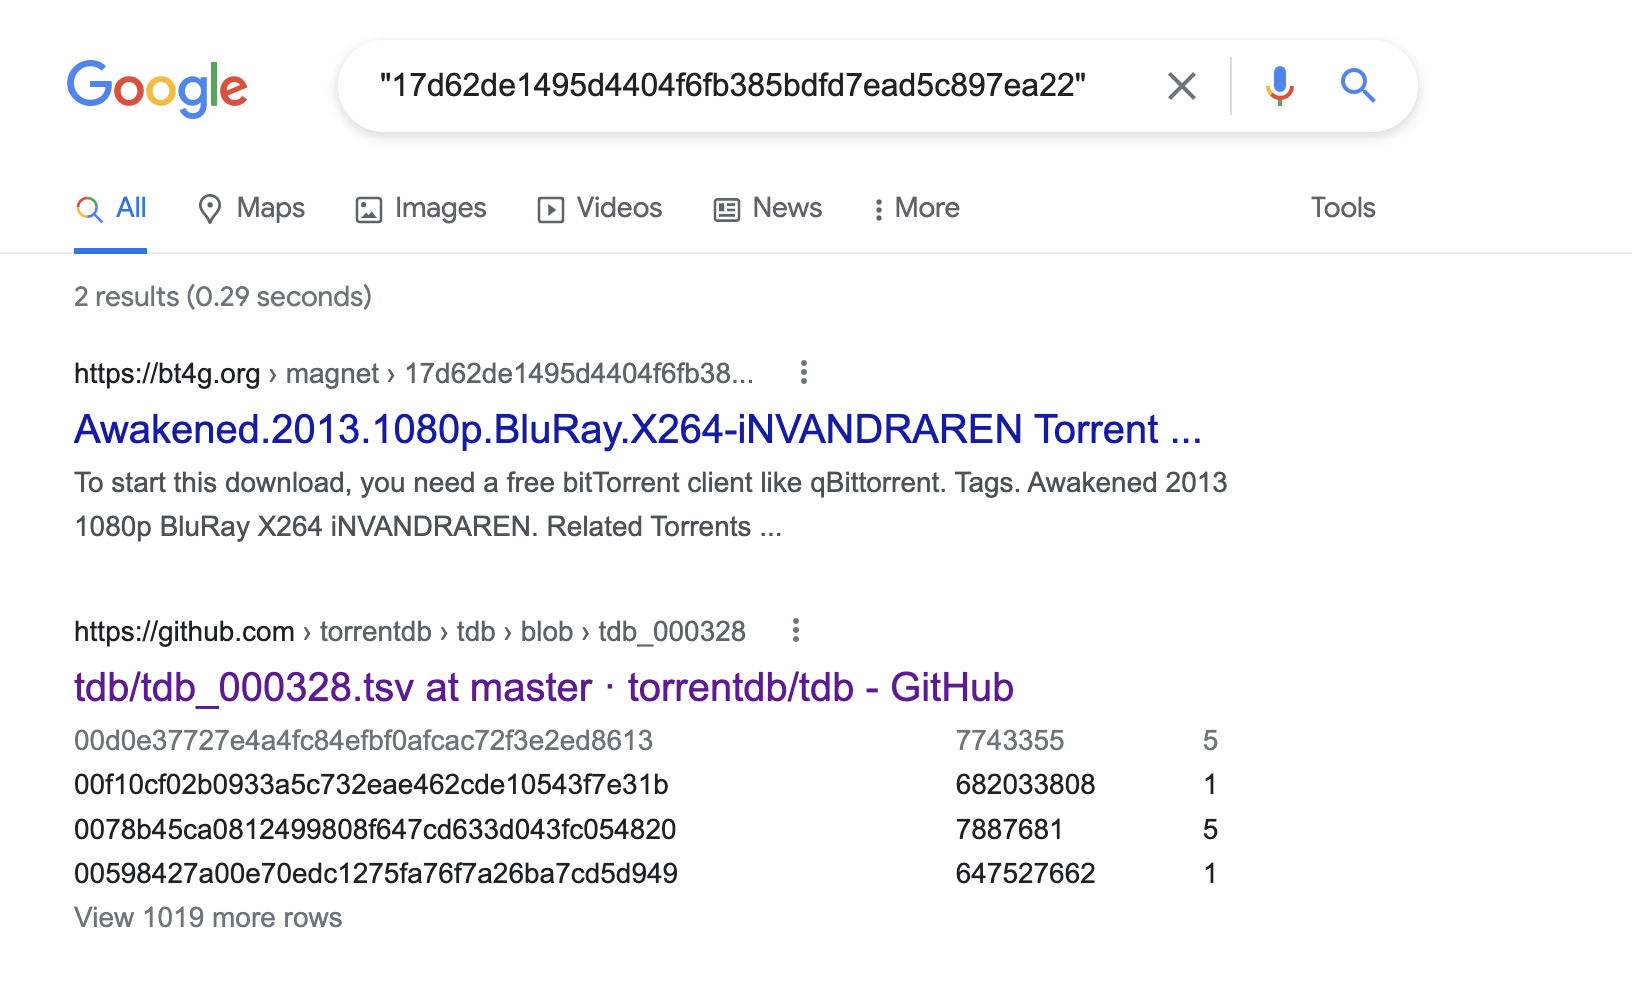 Google
"17d62de1495d4404f6fb385bdfd7ead5c897ea22"
All Maps Images Videos News More Tools
2 results (0.29 seconds)
https://bt4g.org › magnet › 17d62de1495d4404f6fb38...
Awakened.2013.1080p.BluRay.X264-iNVANDRAREN Torrent ...
To start this download, you need a free bitTorrent client like qBittorrent. Tags. Awakened 2013
1080p BluRay X264 iNVANDRAREN. Related Torrents ...
https://github.com › torrentdb › tdb › blob › tdb_000328
tdb/tdb_000328.tsv at master · torrentdb/tdb - GitHub
00d0e37727e4a4fc84efbf0afcac72f3e2ed8613 7743355 5
00f10cf02b0933a5c732eae462cde10543f7e31b 682033808 1
0078b45ca0812499808f647cd633d043fc054820 7887681 5
00598427a00e70edc1275fa76f7a26ba7cd5d949 647527662 1
View 1019 more rows